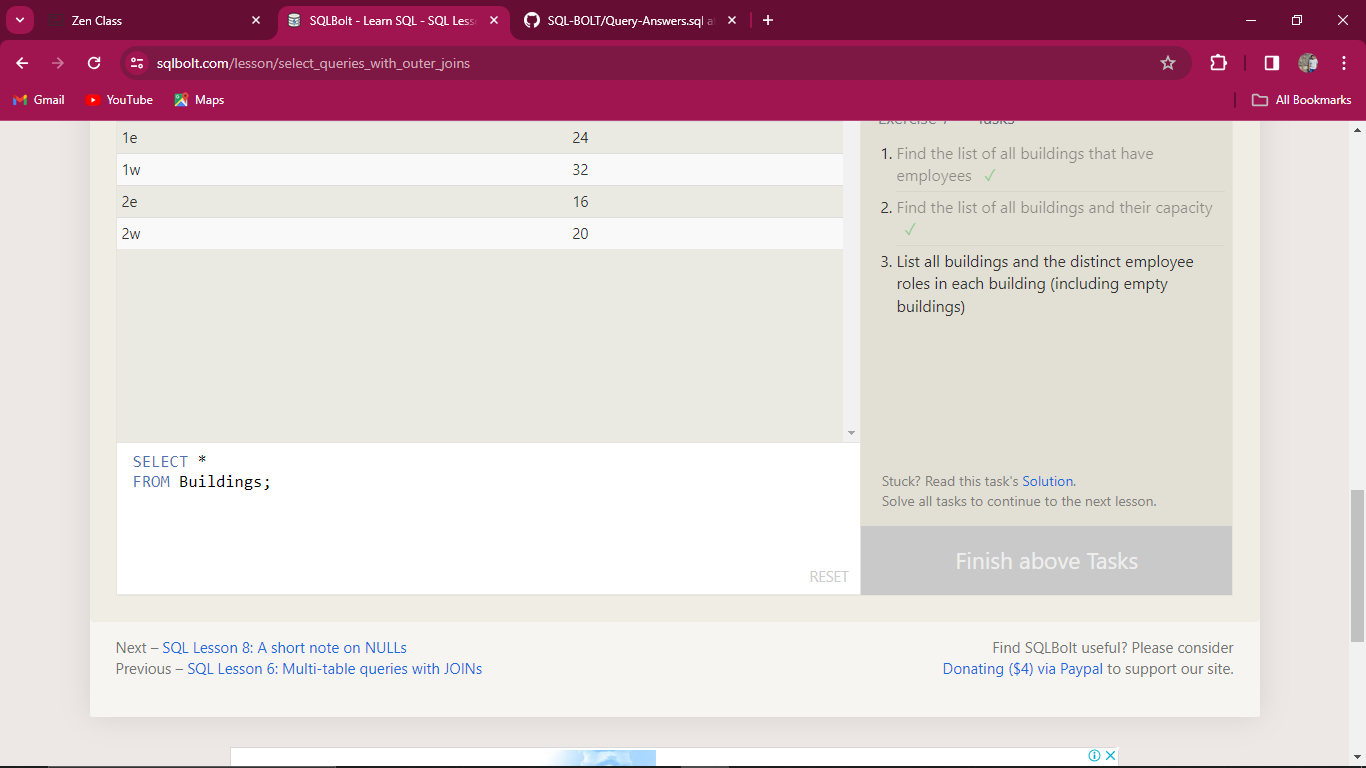 Zen Class
SQLBolt - Learn SQL - SQL Less
SQL-BOLT/Query-Answers.sql a
sqlbolt.com/lesson/select_queries_with_outer_joins
Gmail
YouTube
Maps
All Bookmarks
1e 24
1w 32
2e 16
2w 20
SELECT *
FROM Buildings;
RESET
Exercise 7 — Tasks
1. Find the list of all buildings that have
employees ✓
2. Find the list of all buildings and their capacity
✓
3. List all buildings and the distinct employee
roles in each building (including empty
buildings)
Stuck? Read this task's Solution.
Solve all tasks to continue to the next lesson.
Finish above Tasks
Next – SQL Lesson 8: A short note on NULLs
Previous – SQL Lesson 6: Multi-table queries with JOINs
Find SQLBolt useful? Please consider
Donating ($4) via Paypal to support our site.